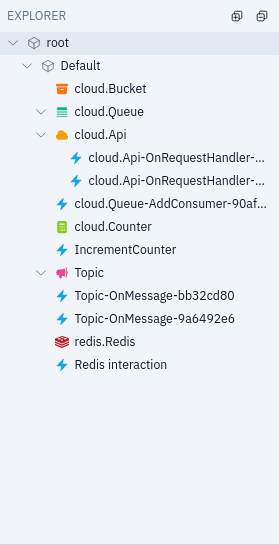 EXPLORER
root
Default
cloud.Bucket
cloud.Queue
cloud.Api
cloud.Api-OnRequestHandler-...
cloud.Api-OnRequestHandler-...
cloud.Queue-AddConsumer-90af...
cloud.Counter
IncrementCounter
Topic
Topic-OnMessage-bb32cd80
Topic-OnMessage-9a6492e6
redis.Redis
Redis interaction